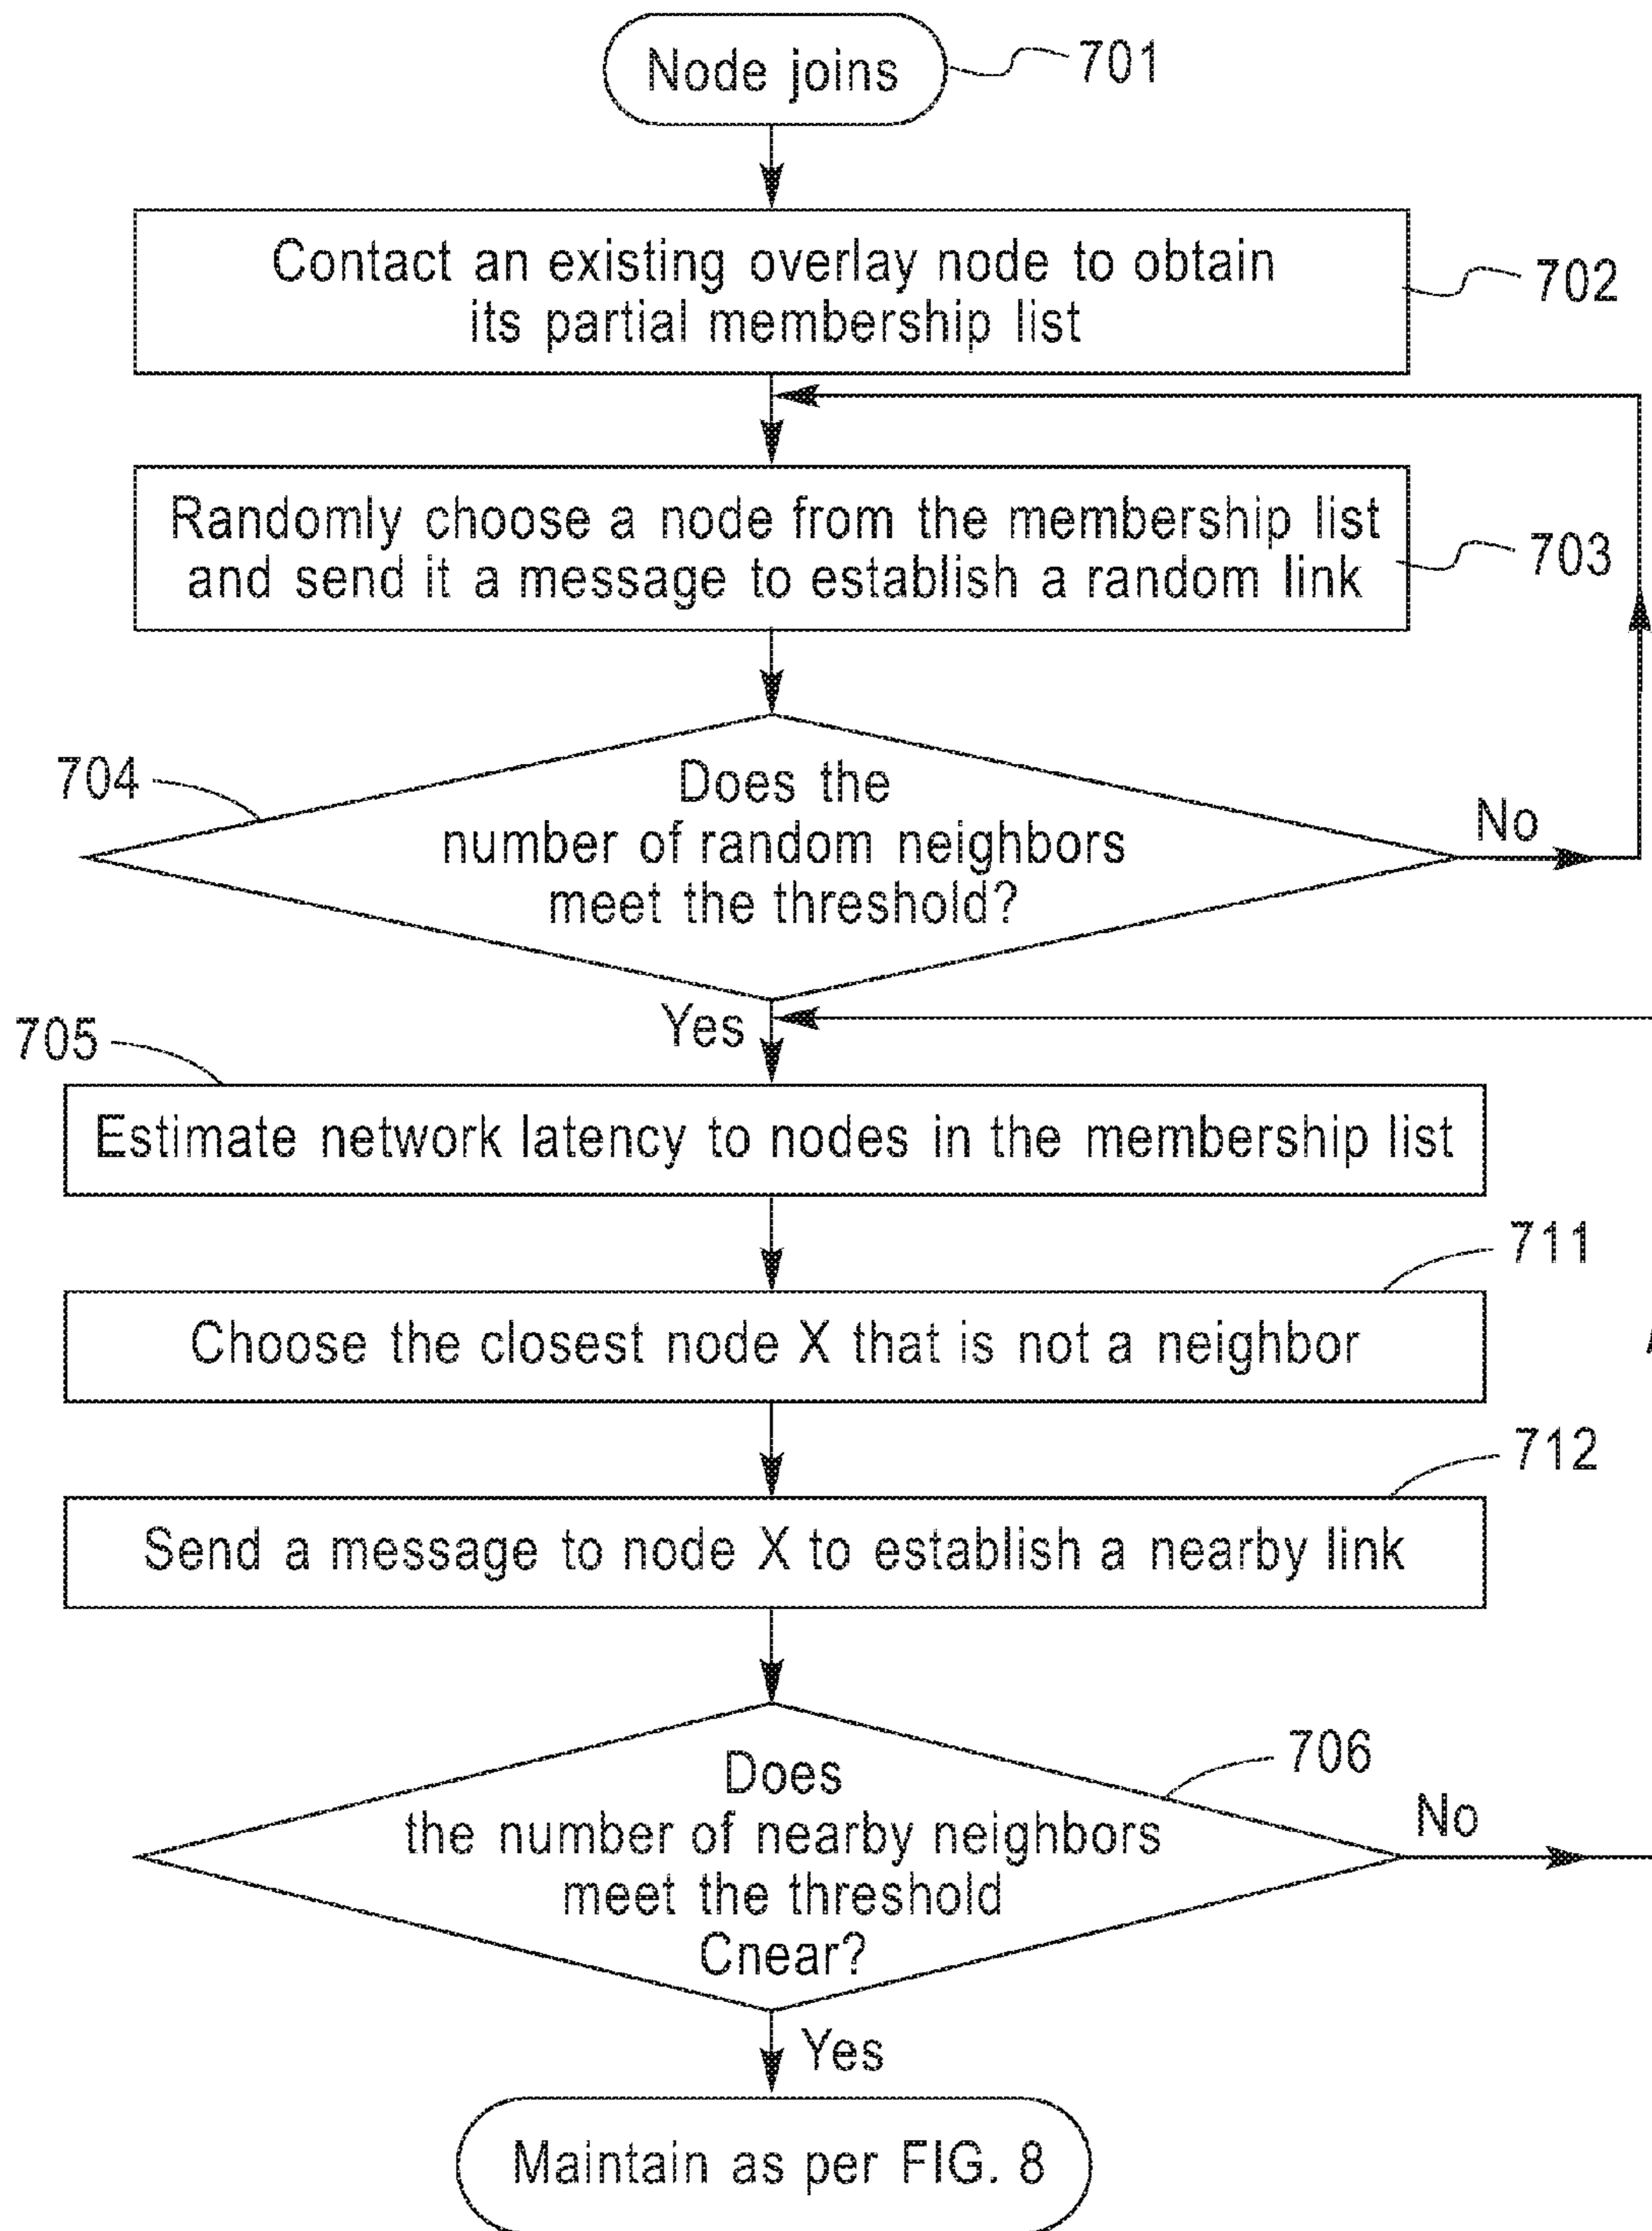 Node joins
701
Contact an existing overlay node to obtain
its partial membership list
702
Randomly choose a node from the membership list
and send it a message to establish a random link
703
704
Does the
number of random neighbors
meet the threshold?
No
Yes
705
Estimate network latency to nodes in the membership list
711
Choose the closest node X that is not a neighbor
712
Send a message to node X to establish a nearby link
706
Does
the number of nearby neighbors
meet the threshold
Cnear?
No
Yes
Maintain as per FIG. 8